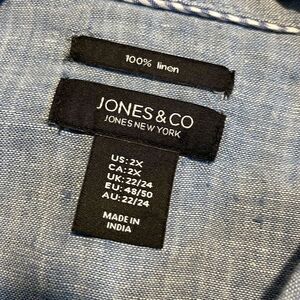 100% linen
JONES & CO
JONES NEW YORK
US: 2X
CA: 2X
UK: 22/24
EU: 48/50
AU: 22/24
MADE IN
INDIA